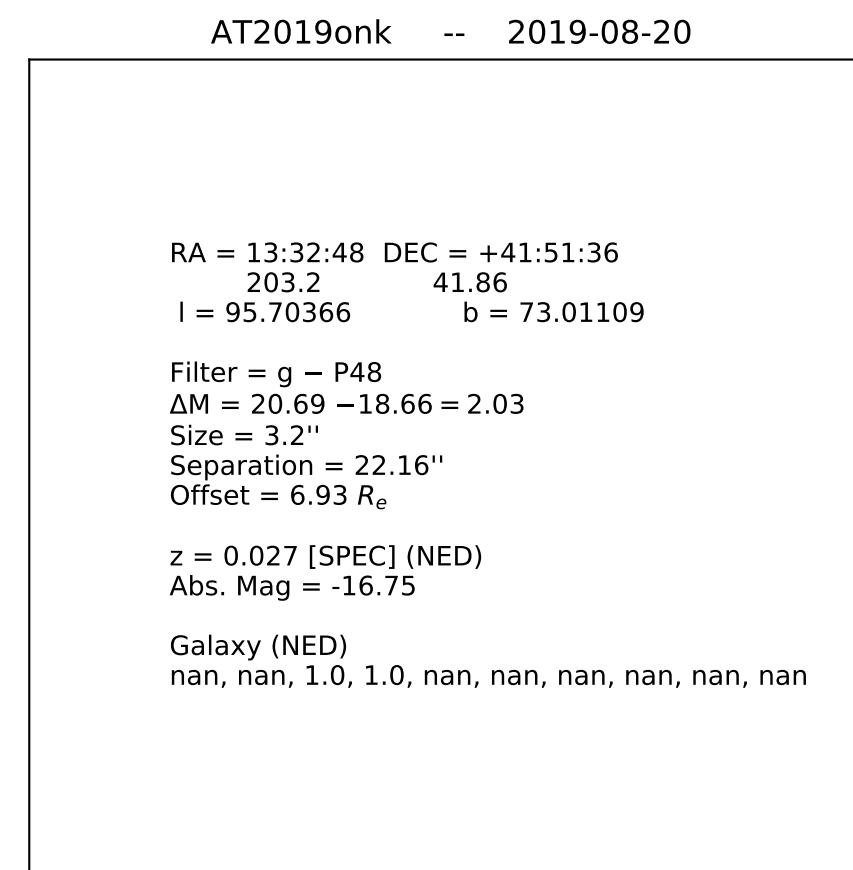 AT2019onk -- 2019-08-20
RA = 13:32:48 DEC = +41:51:36
203.2 41.86
l = 95.70366 b = 73.01109
Filter = g − P48
ΔM = 20.69 −18.66 = 2.03
Size = 3.2''
Separation = 22.16''
Offset = 6.93 Re
z = 0.027 [SPEC] (NED)
Abs. Mag = -16.75
Galaxy (NED)
nan, nan, 1.0, 1.0, nan, nan, nan, nan, nan, nan